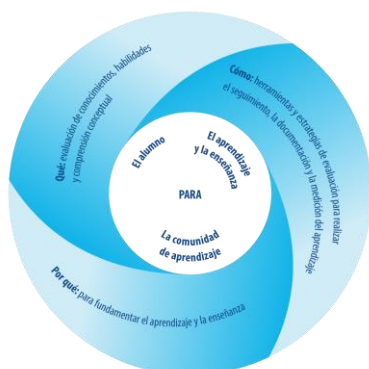 Qué: evaluación de conocimientos, habilidades
y comprensión conceptual
Cómo: herramientas y estrategias de evaluación para realizar
el seguimiento, la documentación y la medición del aprendizaje
El alumno
El aprendizaje
y la enseñanza
PARA
La comunidad
de aprendizaje
Por qué: para fundamentar el aprendizaje y la enseñanza